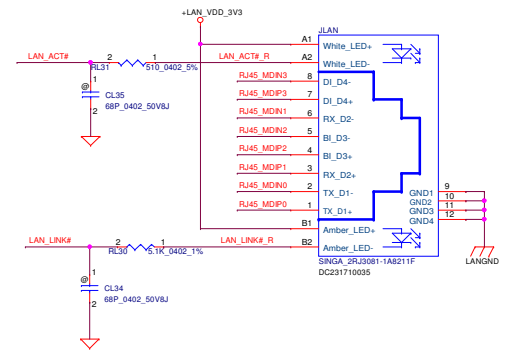 +LAN_VDD_3V3
JLAN
A1 White_LED+
LAN_ACT# 2 1 LAN_ACT#_R A2 White_LED-
RL31 510_0402_5%
RJ45_MDIN3 8 DI_D4-
1
@
CL35
RJ45_MDIP3 7 DI_D4+
68P_0402_50V8J
2
RJ45_MDIN1 6 RX_D2-
RJ45_MDIN2 5 BI_D3-
RJ45_MDIP2 4 BI_D3+
RJ45_MDIP1 3 RX_D2+
RJ45_MDIN0 2 TX_D1- GND1 9
GND2 10
RJ45_MDIP0 1 TX_D1+ GND3 11
GND4 12
B1 Amber_LED+
LAN_LINK# 2 1 LAN_LINK#_R B2 Amber_LED-
RL30 5.1K_0402_1%
LANGND
SINGA_2RJ3081-1A8211F
DC231710035
1
@
CL34
68P_0402_50V8J
2